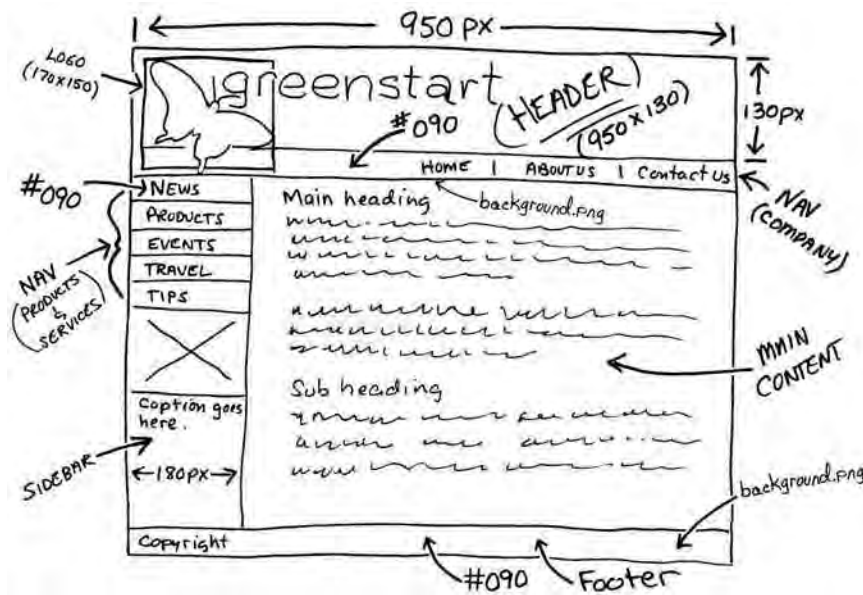 950 PX
LOGO
(170x150)
greenstart
(HEADER)
(950 x 130)
130px
#090
HOME | ABOUT US | Contact Us
NAV
(COMPANY)
#090
NEWS
PRODUCTS
EVENTS
TRAVEL
TIPS
NAV
(PRODUCTS
&
SERVICES)
Main heading
background.png
MAIN
CONTENT
Sub heading
Caption goes
here.
SIDEBAR
180px
background.png
Copyright
#090
Footer